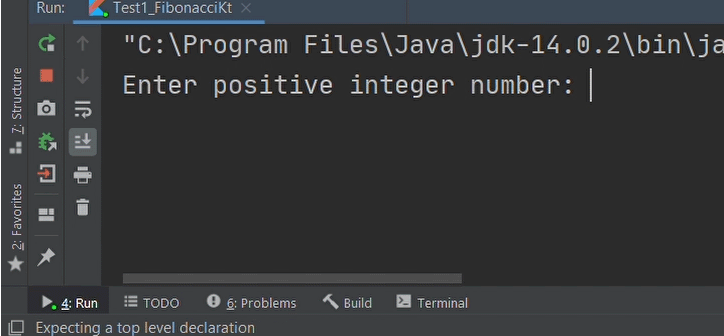 Run: Test1_FibonacciKt
"C:\Program Files\Java\jdk-14.0.2\bin\ja
Enter positive integer number:
7: Structure
2: Favorites
4: Run TODO 6: Problems Build Terminal
Expecting a top level declaration